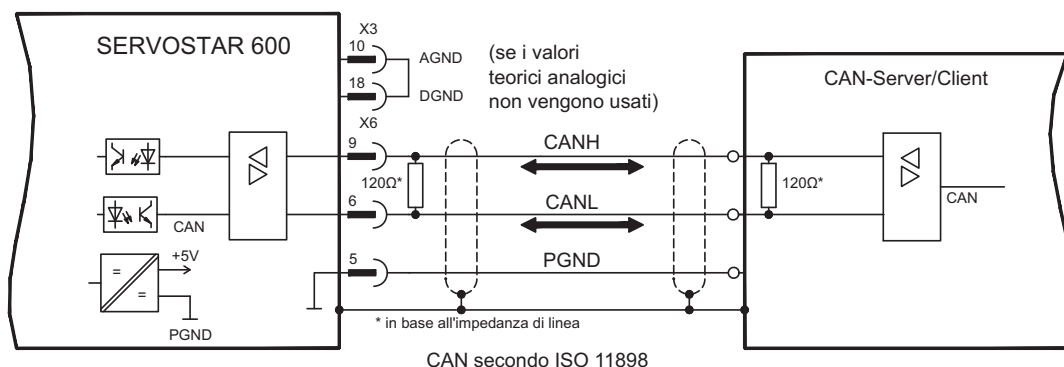 SERVOSTAR 600
X3
10
AGND
18
DGND
(se i valori
teorici analogici
non vengono usati)
CAN-Server/Client
X6
9
CANH
120Ω*
120Ω*
6
CANL
CAN
CAN
5
PGND
+5V
=
=
PGND
* in base all'impedanza di linea
CAN secondo ISO 11898